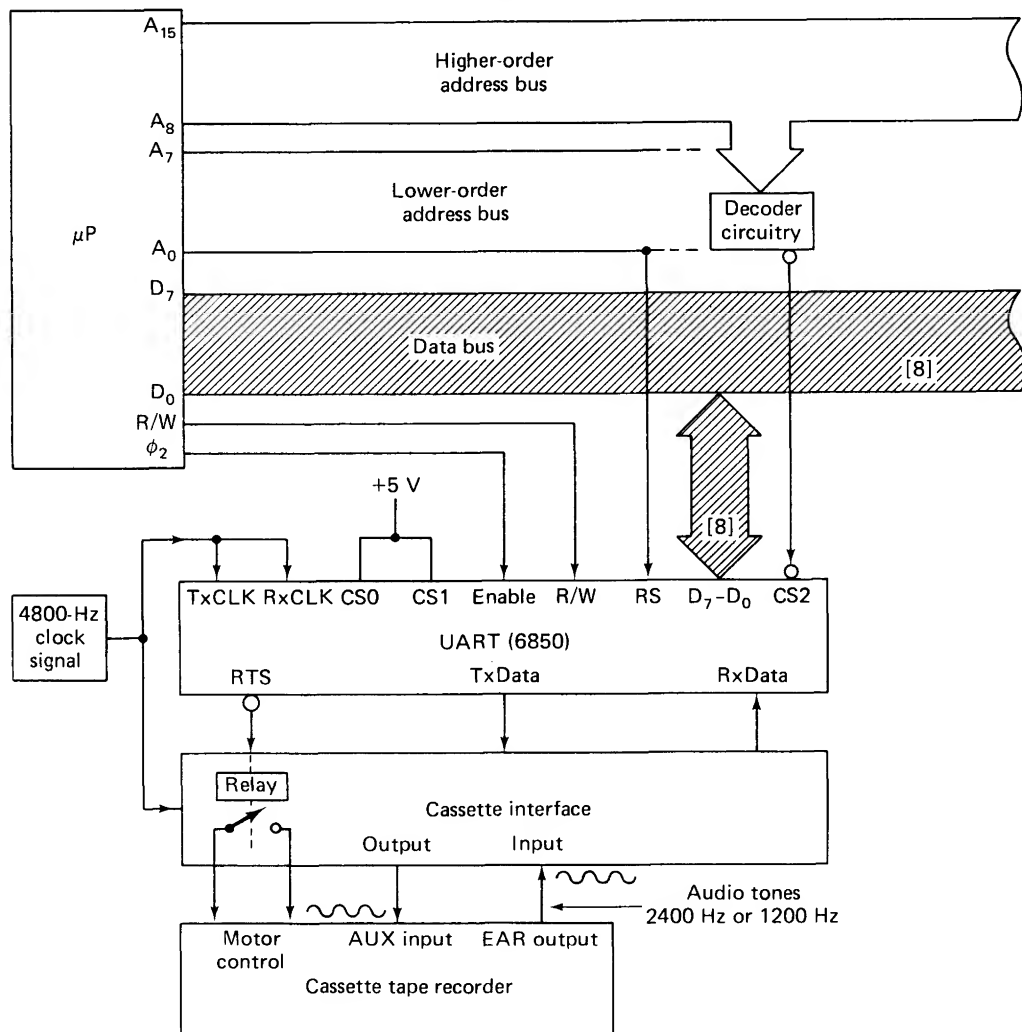 A15
Higher-order
address bus
A8
A7
Lower-order
address bus
Decoder
circuitry
μP
A0
D7
Data bus
[8]
D0
R/W
ϕ2
+5 V
[8]
TxCLK RxCLK CS0 CS1 Enable R/W RS D7-D0 CS2
4800-Hz
clock
signal
UART (6850)
RTS TxData RxData
Relay
Cassette interface
Output Input
Audio tones
2400 Hz or 1200 Hz
Motor
control
AUX input EAR output
Cassette tape recorder